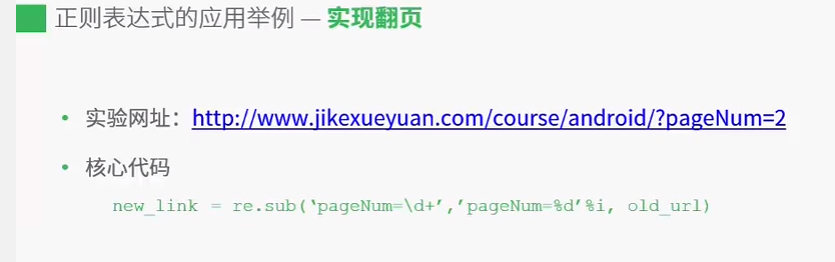 正则表达式的应用举例 — 实现翻页
• 实验网址：http://www.jikexueyuan.com/course/android/?pageNum=2
• 核心代码
new_link = re.sub(‘pageNum=\d+’,’pageNum=%d’%i, old_url)